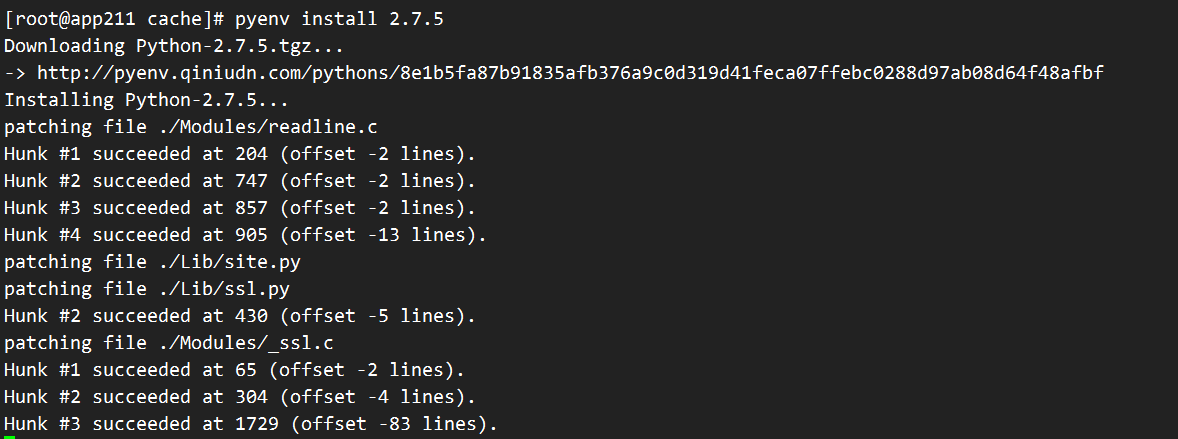 [root@app211 cache]# pyenv install 2.7.5
Downloading Python-2.7.5.tgz...
-> http://pyenv.qiniudn.com/pythons/8e1b5fa87b91835afb376a9c0d319d41feca07ffebc0288d97ab08d64f48afbf
Installing Python-2.7.5...
patching file ./Modules/readline.c
Hunk #1 succeeded at 204 (offset -2 lines).
Hunk #2 succeeded at 747 (offset -2 lines).
Hunk #3 succeeded at 857 (offset -2 lines).
Hunk #4 succeeded at 905 (offset -13 lines).
patching file ./Lib/site.py
patching file ./Lib/ssl.py
Hunk #2 succeeded at 430 (offset -5 lines).
patching file ./Modules/_ssl.c
Hunk #1 succeeded at 65 (offset -2 lines).
Hunk #2 succeeded at 304 (offset -4 lines).
Hunk #3 succeeded at 1729 (offset -83 lines).